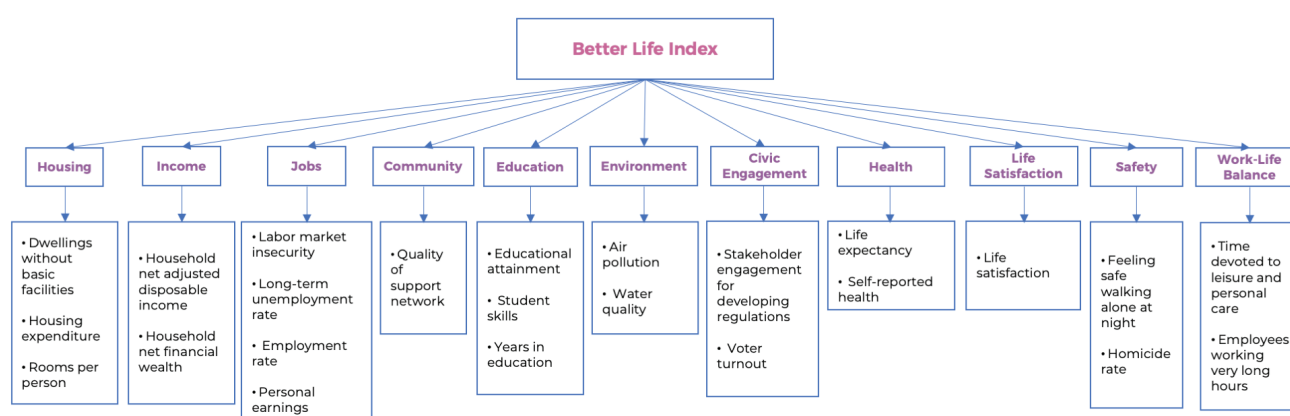 Better Life Index
Housing
Income
Jobs
Community
Education
Environment
Civic
Engagement
Health
Life
Satisfaction
Safety
Work-Life
Balance
• Dwellings
without
basic
facilities
• Housing
expenditure
• Rooms per
person
• Household
net adjusted
disposable
income
• Household
net financial
wealth
• Labor market
insecurity
• Long-term
unemployment
rate
• Employment
rate
• Personal
earnings
• Quality
of
support
network
• Educational
attainment
• Student
skills
• Years in
education
• Air
pollution
• Water
quality
• Stakeholder
engagement
for
developing
regulations
• Voter
turnout
• Life
expectancy
• Self-reported
health
• Life
satisfaction
• Feeling
safe
walking
alone at
night
• Homicide
rate
• Time
devoted to
leisure and
personal
care
• Employees
working
very long
hours